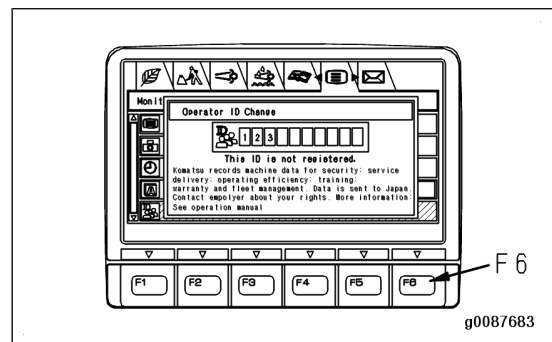 Monit
Operator ID Change
ID 1 2 3
This ID is not registered.
Komatsu records machine data for security: service
delivery: operating efficiency: training:
warranty and fleet management. Data is sent to Japan.
Contact empolyer about your rights. More information:
See operation manual
F1 F2 F3 F4 F5 F6
F6
g0087683